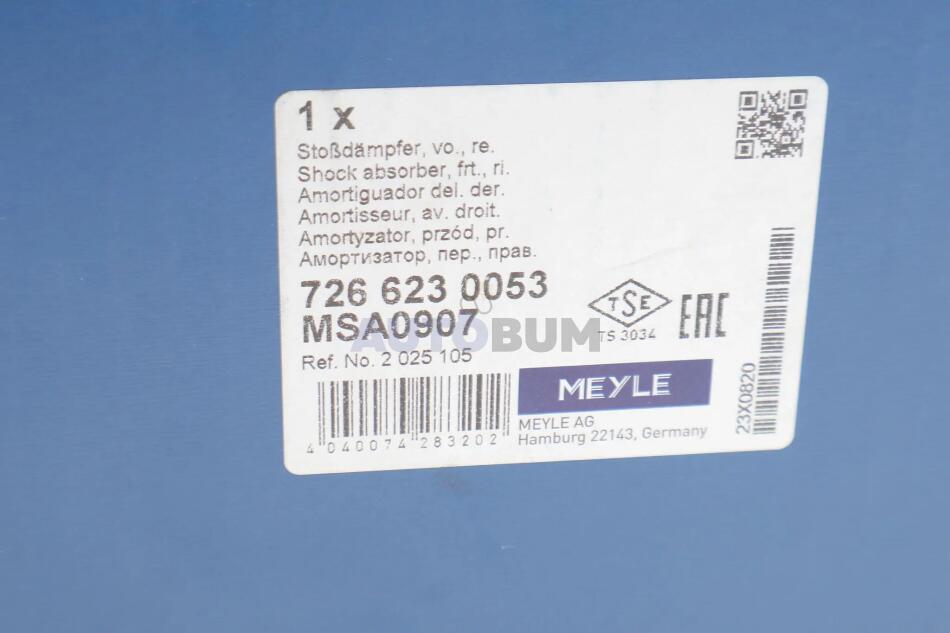 1 x
Stoßdämpfer, vo., re.
Shock absorber, frt., ri.
Amortiguador del. der.
Amortisseur, av. droit.
Amortyzator, przód, pr.
Амортизатор, пер., прав.
726 623 0053
MSA0907
AUTOBUM
Ref. No. 2 025 105
TSE
TS 3034
EAC
4 040074 283202
MEYLE
MEYLE AG
Hamburg 22143, Germany
23X0820